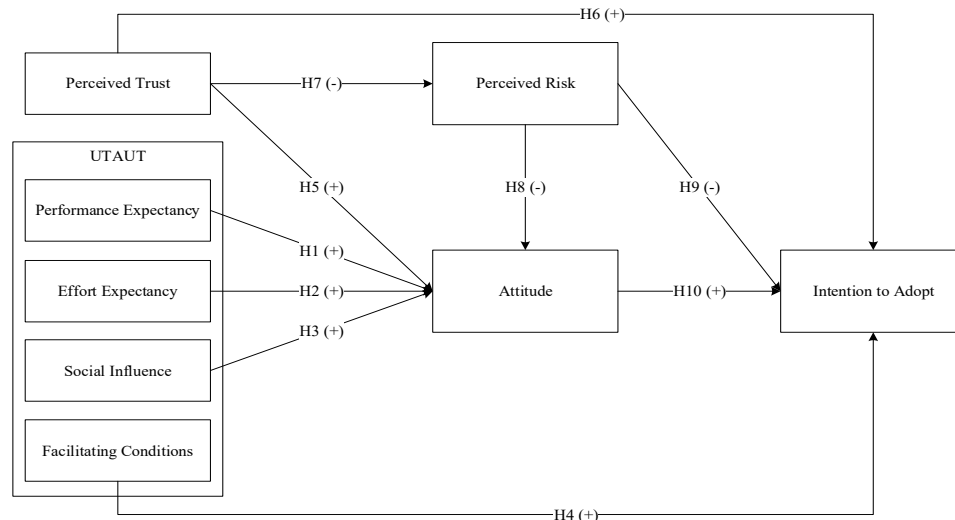 H6 (+)
Perceived Trust
H7 (-)
Perceived Risk
UTAUT
H5 (+)
H8 (-)
H9 (-)
Performance Expectancy
H1 (+)
Effort Expectancy
H2 (+)
Attitude
H10 (+)
Intention to Adopt
H3 (+)
Social Influence
Facilitating Conditions
H4 (+)